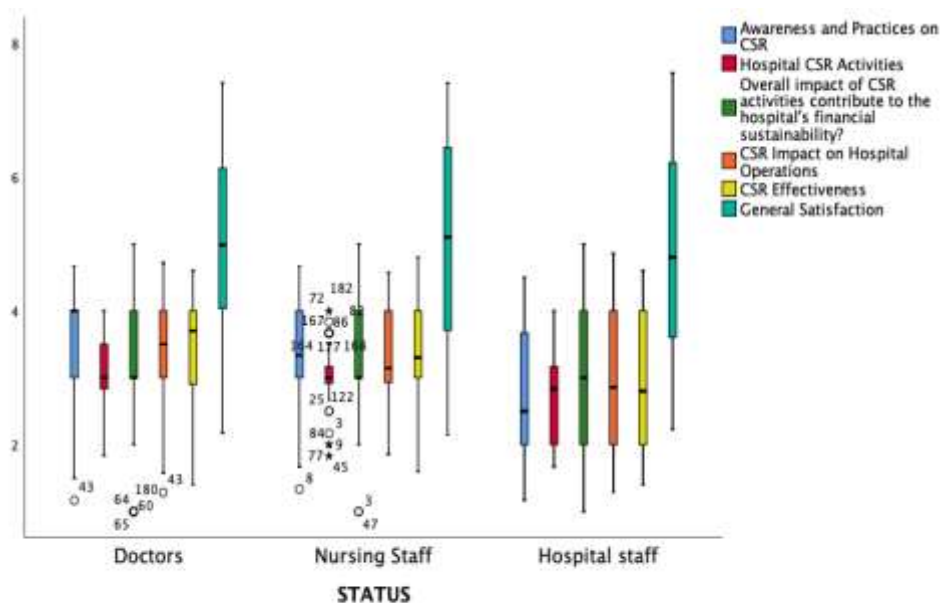 8
6
4
2
Awareness and Practices on
CSR
Hospital CSR Activities
Overall impact of CSR
activities contribute to the
hospital's financial
sustainability?
CSR Impact on Hospital
Operations
CSR Effectiveness
General Satisfaction
43
64
180
60
65
43
72
182
82
167
86
164
177
168
25
122
3
84
9
77
45
8
3
47
Doctors
Nursing Staff
Hospital staff
STATUS